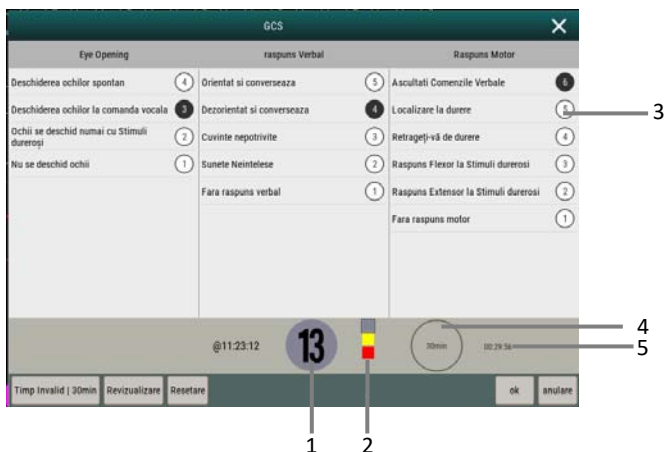 GCS
Eye Opening
raspuns Verbal
Raspuns Motor
Deschiderea ochilor spontan 4
Orientat si converseaza 5
Ascultati Comenzile Verbale 6
Deschiderea ochilor la comanda vocala 3
Dezorientat si converseaza 4
Localizare la durere 5
3
Ochii se deschid numai cu Stimuli
dureroși 2
Cuvinte nepotrivite 3
Retrageți-vă de durere 4
Nu se deschid ochii 1
Sunete Neintelese 2
Raspuns Flexor la Stimuli durerosi 3
Fara raspuns verbal 1
Raspuns Extensor la Stimuli durerosi 2
Fara raspuns motor 1
@11:23:12
13
30min
00:29:56
4
5
Timp Invalid | 30min
Revizualizare
Resetare
ok
anulare
1
2